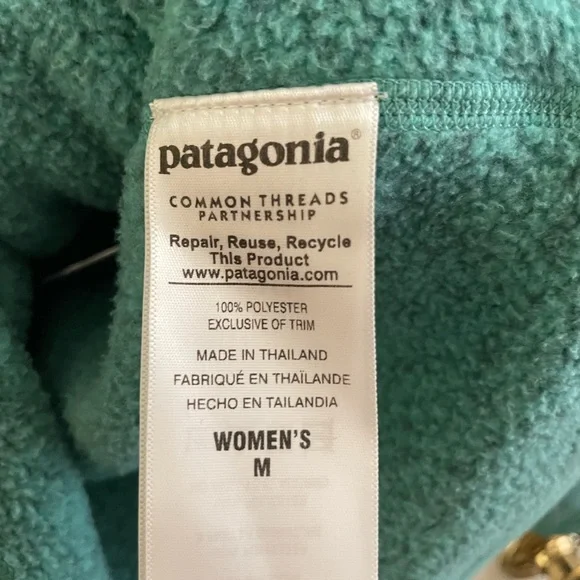 patagonia®
COMMON THREADS
PARTNERSHIP
Repair, Reuse, Recycle
This Product
www.patagonia.com
100% POLYESTER
EXCLUSIVE OF TRIM
MADE IN THAILAND
FABRIQUÉ EN THAÏLANDE
HECHO EN TAILANDIA
WOMEN'S
M